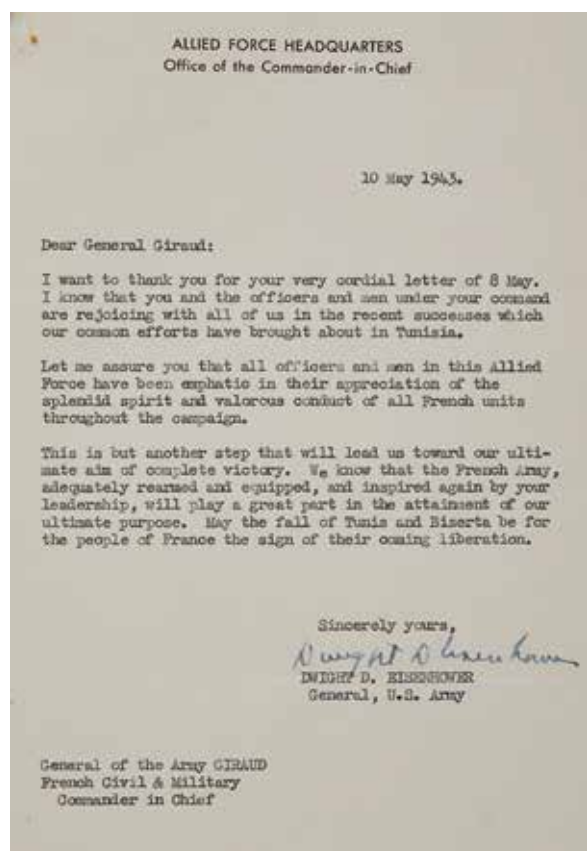 ALLIED FORCE HEADQUARTERS
Office of the Commander-in-Chief
10 May 1943.
Dear General Giraud:
I want to thank you for your very cordial letter of 8 May.
I know that you and the officers and men under your command
are rejoicing with all of us in the recent successes which
our common efforts have brought about in Tunisia.
Let me assure you that all officers and men in this Allied
Force have been emphatic in their appreciation of the
splendid spirit and valorous conduct of all French units
throughout the campaign.
This is but another step that will lead us toward our ulti-
mate aim of complete victory. We know that the French Army,
adequately rearmed and equipped, and inspired again by your
leadership, will play a great part in the attainment of our
ultimate purpose. May the fall of Tunis and Biserta be for
the people of France the sign of their coming liberation.
Sincerely yours,
Dwight D Eisenhower
DWIGHT D. EISENHOWER
General, U.S. Army
General of the Army GIRAUD
French Civil & Military
Commander in Chief